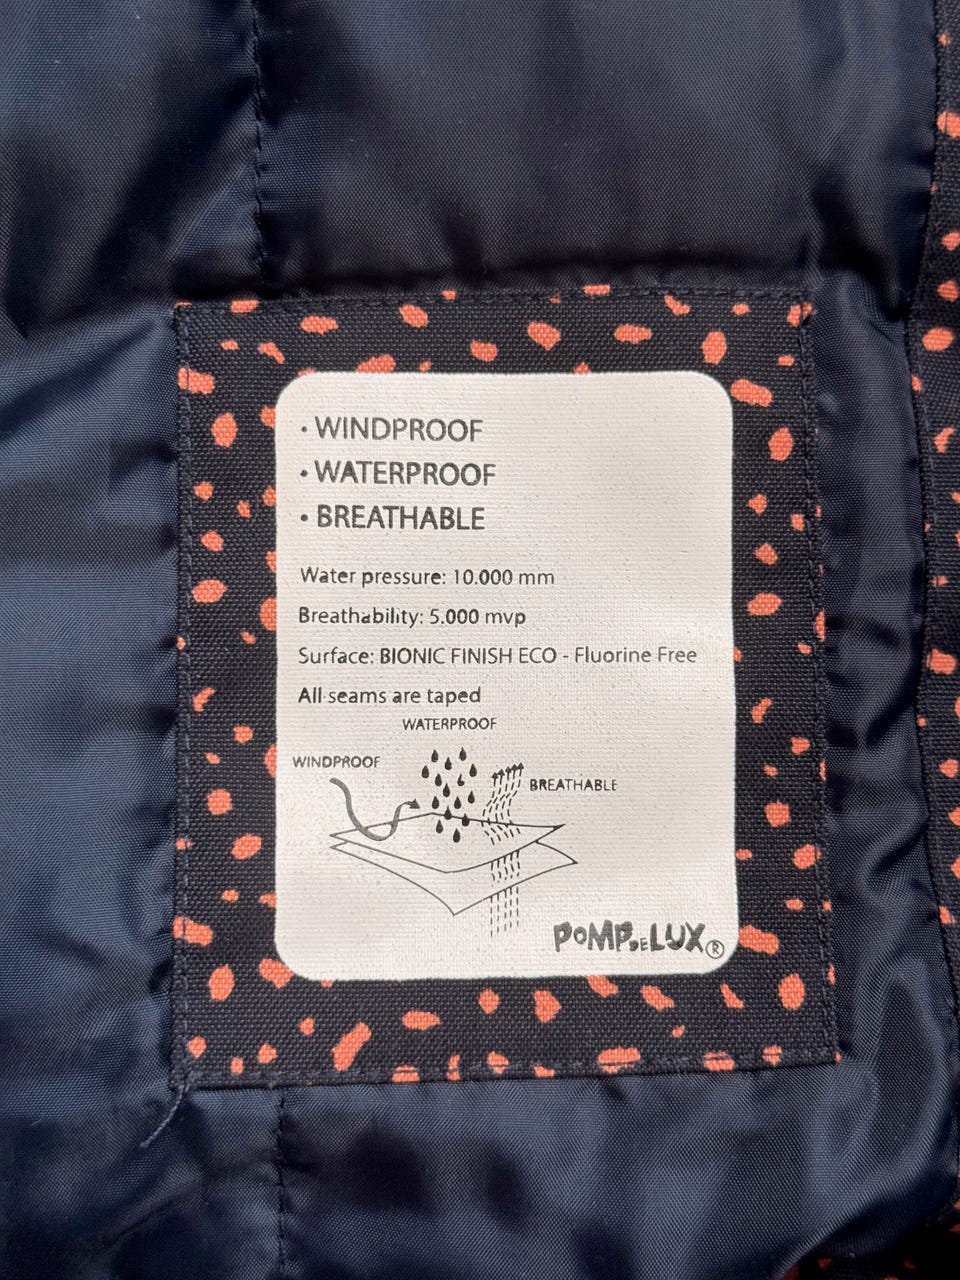 • WINDPROOF
• WATERPROOF
• BREATHABLE
Water pressure: 10.000 mm
Breathability: 5.000 mvp
Surface: BIONIC FINISH ECO - Fluorine Free
All seams are taped
WATERPROOF
WINDPROOF
BREATHABLE
POMPDELUX®